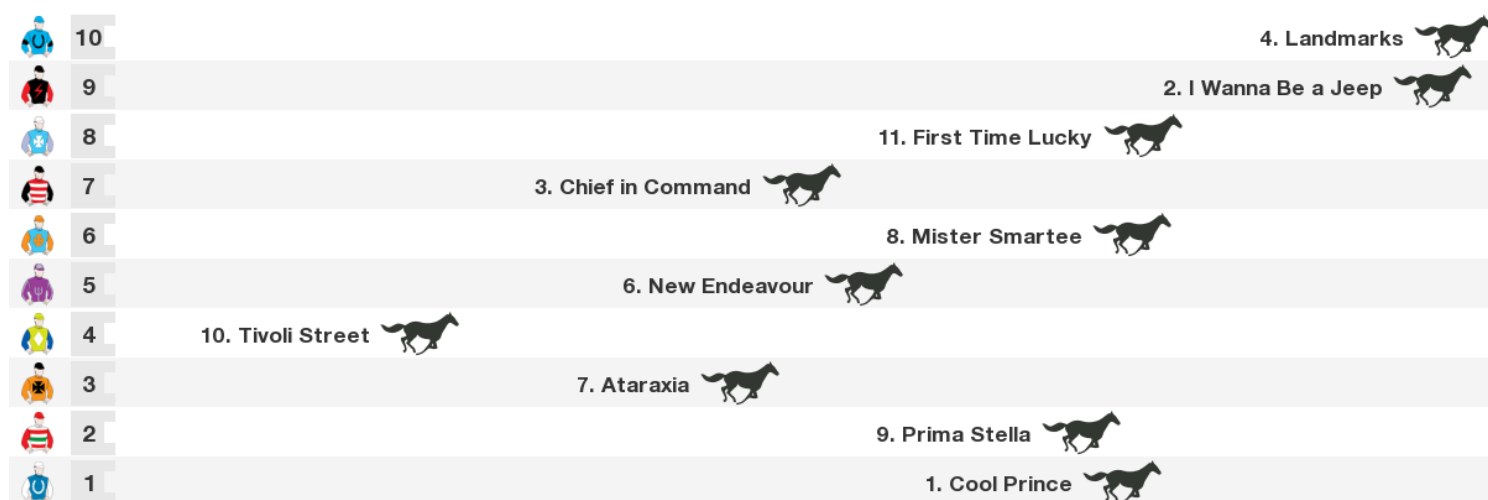 10 4. Landmarks
9 2. I Wanna Be a Jeep
8 11. First Time Lucky
7 3. Chief in Command
6 8. Mister Smartee
5 6. New Endeavour
4 10. Tivoli Street
3 7. Ataraxia
2 9. Prima Stella
1 1. Cool Prince